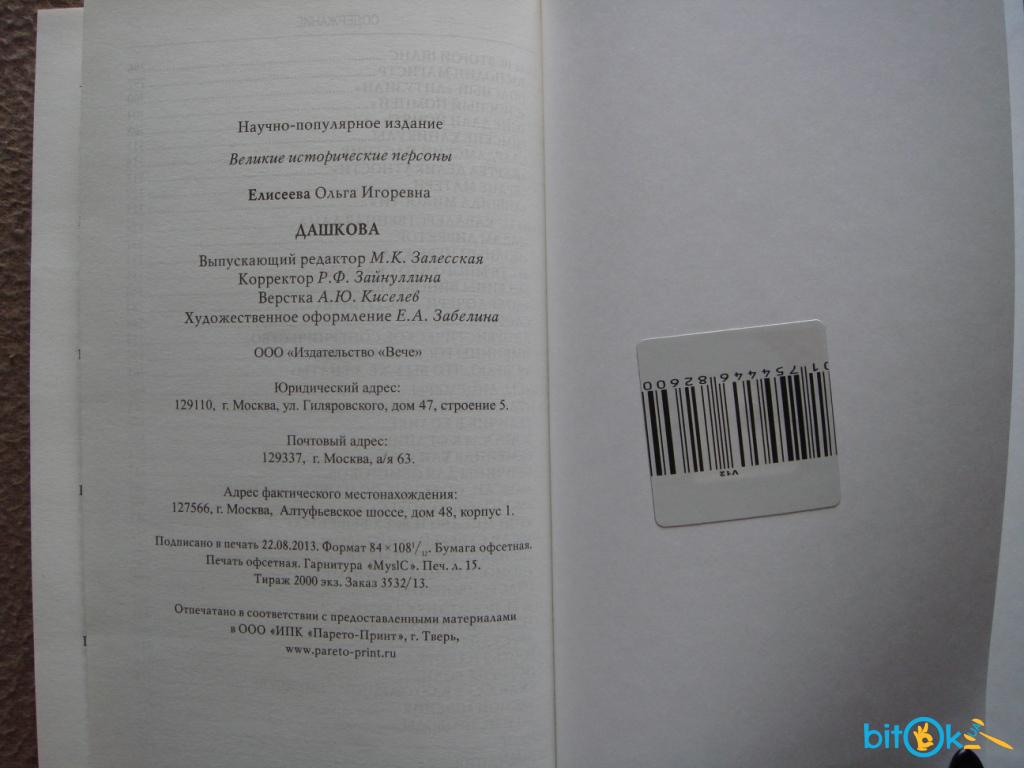 Научно-популярное издание
Великие исторические персоны
Елисеева Ольга Игоревна
ДАШКОВА
Выпускающий редактор М.К. Залесская
Корректор Р.Ф. Зайнуллина
Верстка А.Ю. Киселев
Художественное оформление Е.А. Забелина
ООО «Издательство «Вече»
Юридический адрес:
129110, г. Москва, ул. Гиляровского, дом 47, строение 5.
Почтовый адрес:
129337, г. Москва, а/я 63.
Адрес фактического местонахождения:
127566, г. Москва, Алтуфьевское шоссе, дом 48, корпус 1.
Подписано в печать 22.08.2013. Формат 84 × 108 1/32. Бумага офсетная.
Печать офсетная. Гарнитура «MyslC». Печ. л. 15.
Тираж 2000 экз. Заказ 3532/13.
Отпечатано в соответствии с предоставленными материалами
в ООО «ИПК «Парето-Принт», г. Тверь,
www.pareto-print.ru
V12
bitOk